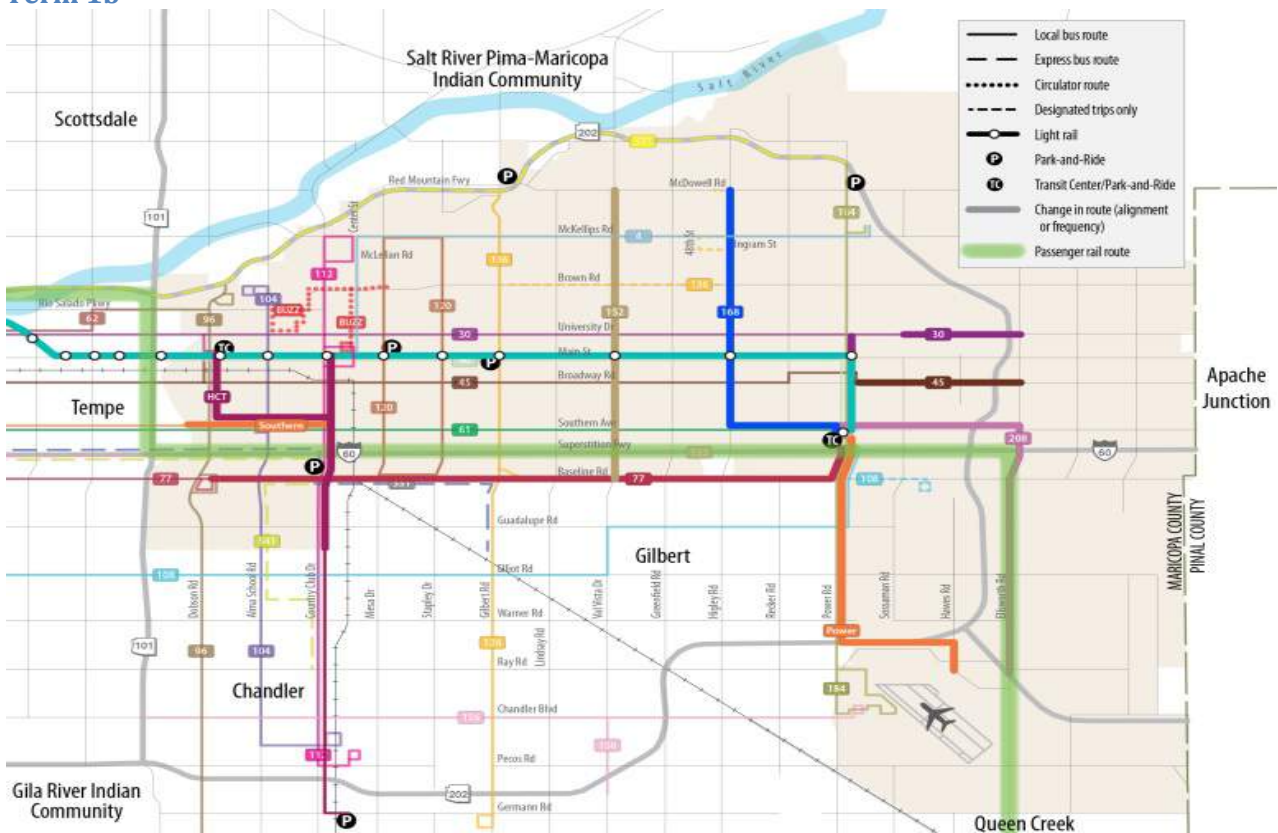 Salt River Pima-Maricopa
Indian Community
Salt River
Scottsdale
Local bus route
Express bus route
Circulator route
Designated trips only
Light rail
P
Park-and-Ride
TC
Transit Center/Park-and-Ride
Change in route (alignment
or frequency)
Passenger rail route
202
P
P
Red Mountain Fwy
McDowell Rd
101
Center St
184
McKellips Rd
4
48th St
Ingram St
McLellan Rd
112
136
Brown Rd
136
104
Rio Salado Pkwy
BUZZ
BUZZ
120
62
96
152
168
University Dr
30
30
TC
P
Main St
P
Broadway Rd
45
45
Apache
Junction
HCT
Tempe
120
Southern
61
Southern Ave
TC
208
Superstition Fwy
60
60
P
Baseline Rd
77
77
108
Guadalupe Rd
541
Gilbert
MARICOPA COUNTY
PINAL COUNTY
108
Elliot Rd
Dobson Rd
Alma School Rd
Country Club Dr
Mesa Dr
Stapley Dr
Gilbert Rd
Lindsay Rd
Val Vista Dr
Greenfield Rd
Higley Rd
Recker Rd
Power Rd
Sossaman Rd
Hawes Rd
Ellsworth Rd
Warner Rd
Power
101
96
104
136
Ray Rd
Chandler
184
Chandler Blvd
156
156
112
Pecos Rd
Gila River Indian
Community
202
Germann Rd
P
Queen Creek